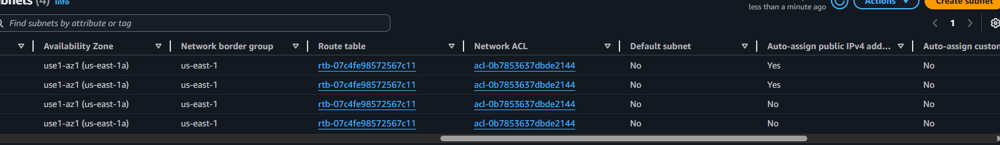 Subnets (4) Info
less than a minute ago
Actions
Create subnet
Find subnets by attribute or tag
1
Availability Zone Network border group Route table Network ACL Default subnet Auto-assign public IPv4 add... Auto-assign custo
use1-az1 (us-east-1a) us-east-1 rtb-07c4fe98572567c11 acl-0b7853637dbde2144 No Yes No
use1-az1 (us-east-1a) us-east-1 rtb-07c4fe98572567c11 acl-0b7853637dbde2144 No Yes No
use1-az1 (us-east-1a) us-east-1 rtb-07c4fe98572567c11 acl-0b7853637dbde2144 No No No
use1-az1 (us-east-1a) us-east-1 rtb-07c4fe98572567c11 acl-0b7853637dbde2144 No No No